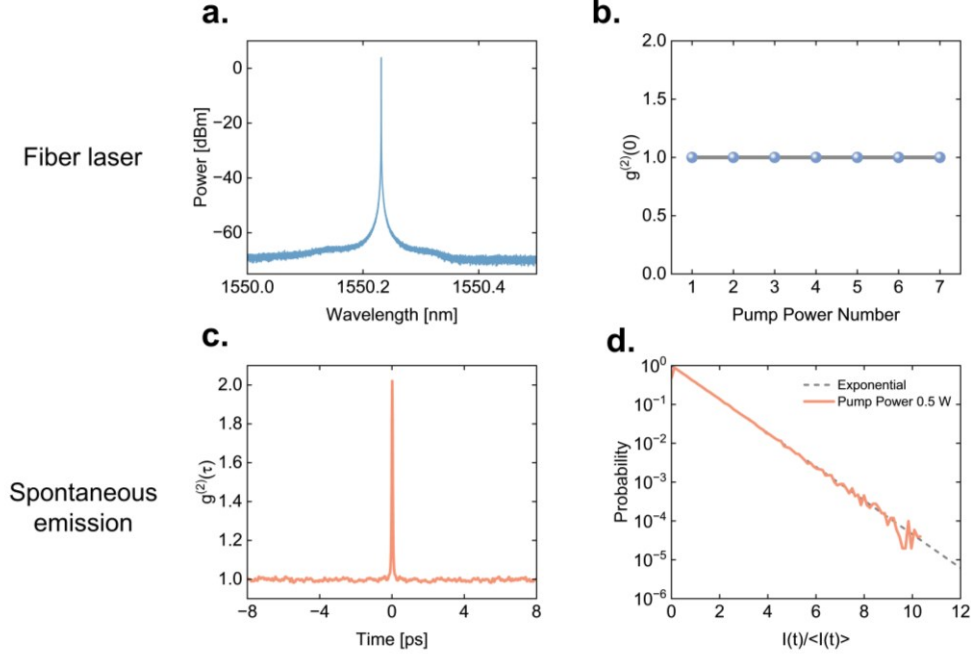 a.
0
−20
−40
−60
Power [dBm]
1550.0
1550.2
1550.4
Wavelength [nm]
b.
2.0
1.5
1.0
0.5
0.0
g(2)(0)
1
2
3
4
5
6
7
Pump Power Number
Fiber laser
c.
2.0
1.8
1.6
1.4
1.2
1.0
g(2)(τ)
−8
−4
0
4
8
Time [ps]
d.
10^0
10^−1
10^−2
10^−3
10^−4
10^−5
10^−6
Probability
Exponential
Pump Power 0.5 W
0
2
4
6
8
10
12
I(t)/<I(t)>
Spontaneous
emission